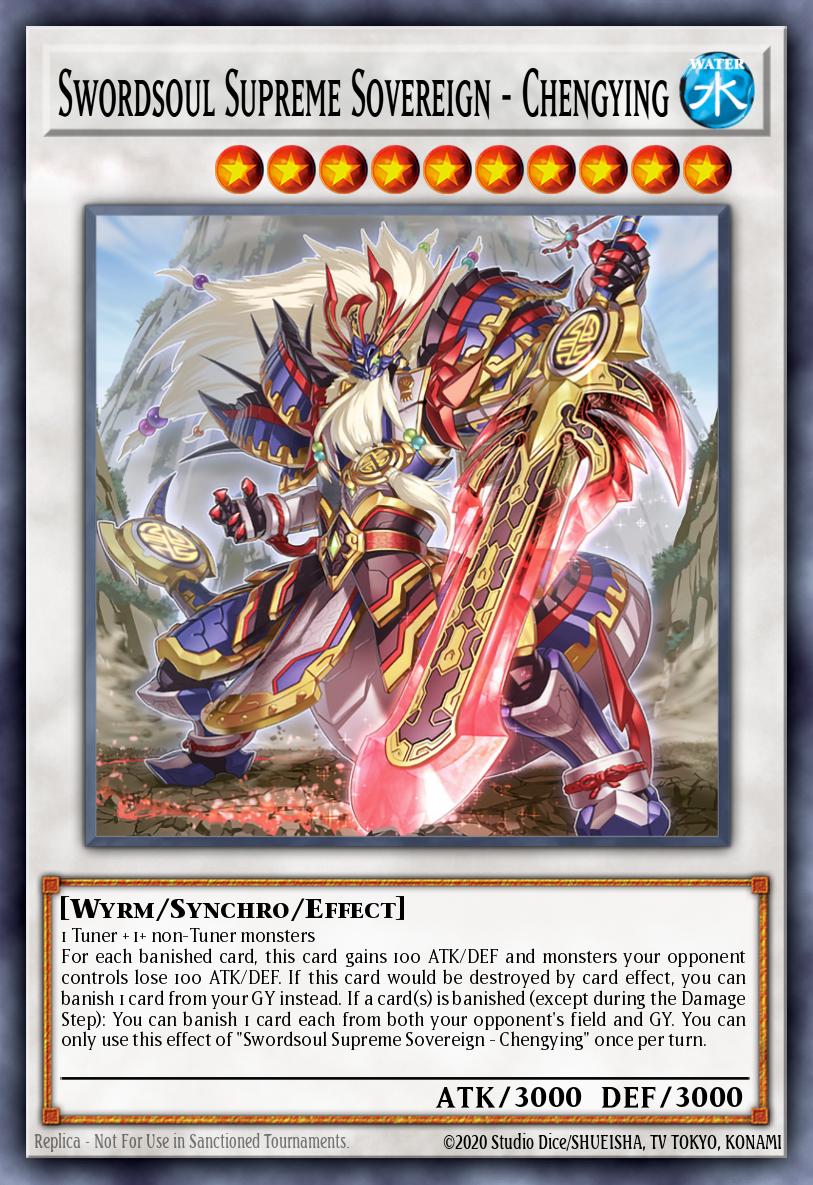 Swordsoul Supreme Sovereign - Chengying
WATER
水
[Wyrm/Synchro/Effect]
1 Tuner + 1+ non-Tuner monsters
For each banished card, this card gains 100 ATK/DEF and monsters your opponent
controls lose 100 ATK/DEF. If this card would be destroyed by card effect, you can
banish 1 card from your GY instead. If a card(s) is banished (except during the Damage
Step): You can banish 1 card each from both your opponent's field and GY. You can
only use this effect of "Swordsoul Supreme Sovereign - Chengying" once per turn.
ATK/3000 DEF/3000
Replica - Not For Use in Sanctioned Tournaments.
©2020 Studio Dice/SHUEISHA, TV TOKYO, KONAMI